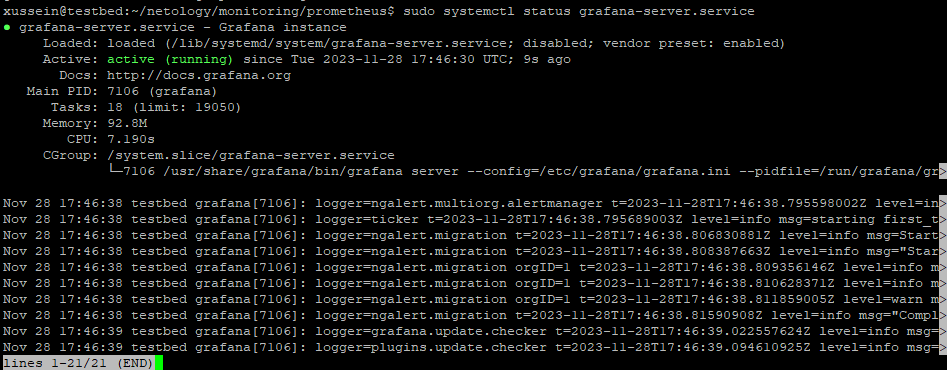 xussein@testbed:~/netology/monitoring/prometheus$ sudo systemctl status grafana-server.service
● grafana-server.service - Grafana instance
Loaded: loaded (/lib/systemd/system/grafana-server.service; disabled; vendor preset: enabled)
Active: active (running) since Tue 2023-11-28 17:46:30 UTC; 9s ago
Docs: http://docs.grafana.org
Main PID: 7106 (grafana)
Tasks: 18 (limit: 19050)
Memory: 92.8M
CPU: 7.190s
CGroup: /system.slice/grafana-server.service
└─7106 /usr/share/grafana/bin/grafana server --config=/etc/grafana/grafana.ini --pidfile=/run/grafana/gr>
Nov 28 17:46:38 testbed grafana[7106]: logger=ngalert.multiorg.alertmanager t=2023-11-28T17:46:38.795598002Z level=in>
Nov 28 17:46:38 testbed grafana[7106]: logger=ticker t=2023-11-28T17:46:38.795689003Z level=info msg=starting first_t>
Nov 28 17:46:38 testbed grafana[7106]: logger=ngalert.migration t=2023-11-28T17:46:38.806830881Z level=info msg=Start>
Nov 28 17:46:38 testbed grafana[7106]: logger=ngalert.migration t=2023-11-28T17:46:38.808387663Z level=info msg="Star>
Nov 28 17:46:38 testbed grafana[7106]: logger=ngalert.migration orgID=1 t=2023-11-28T17:46:38.809356146Z level=info m>
Nov 28 17:46:38 testbed grafana[7106]: logger=ngalert.migration orgID=1 t=2023-11-28T17:46:38.810628371Z level=info m>
Nov 28 17:46:38 testbed grafana[7106]: logger=ngalert.migration orgID=1 t=2023-11-28T17:46:38.811859005Z level=warn m>
Nov 28 17:46:38 testbed grafana[7106]: logger=ngalert.migration t=2023-11-28T17:46:38.81590908Z level=info msg="Compl>
Nov 28 17:46:39 testbed grafana[7106]: logger=grafana.update.checker t=2023-11-28T17:46:39.022557624Z level=info msg=>
Nov 28 17:46:39 testbed grafana[7106]: logger=plugins.update.checker t=2023-11-28T17:46:39.094610925Z level=info msg=>
lines 1-21/21 (END)